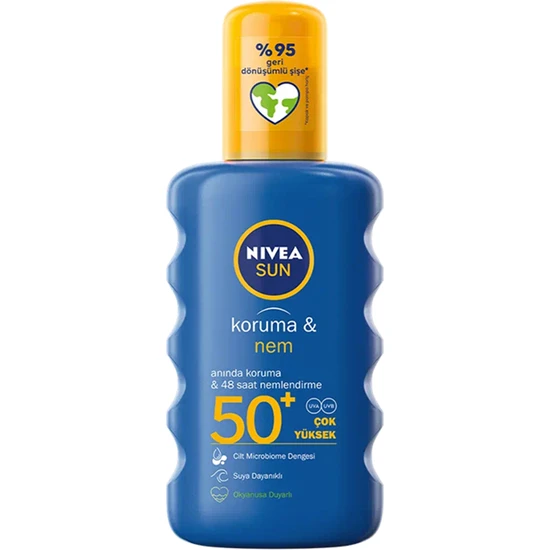 % 95
geri
dönüşümlü şişe*
NIVEA
SUN
koruma &
nem
anında koruma
& 48 saat nemlendirme
50+
UVA UVB
ÇOK
YÜKSEK
Cilt Microbiome Dengesi
Suya Dayanıklı
Okyanusa Duyarlı